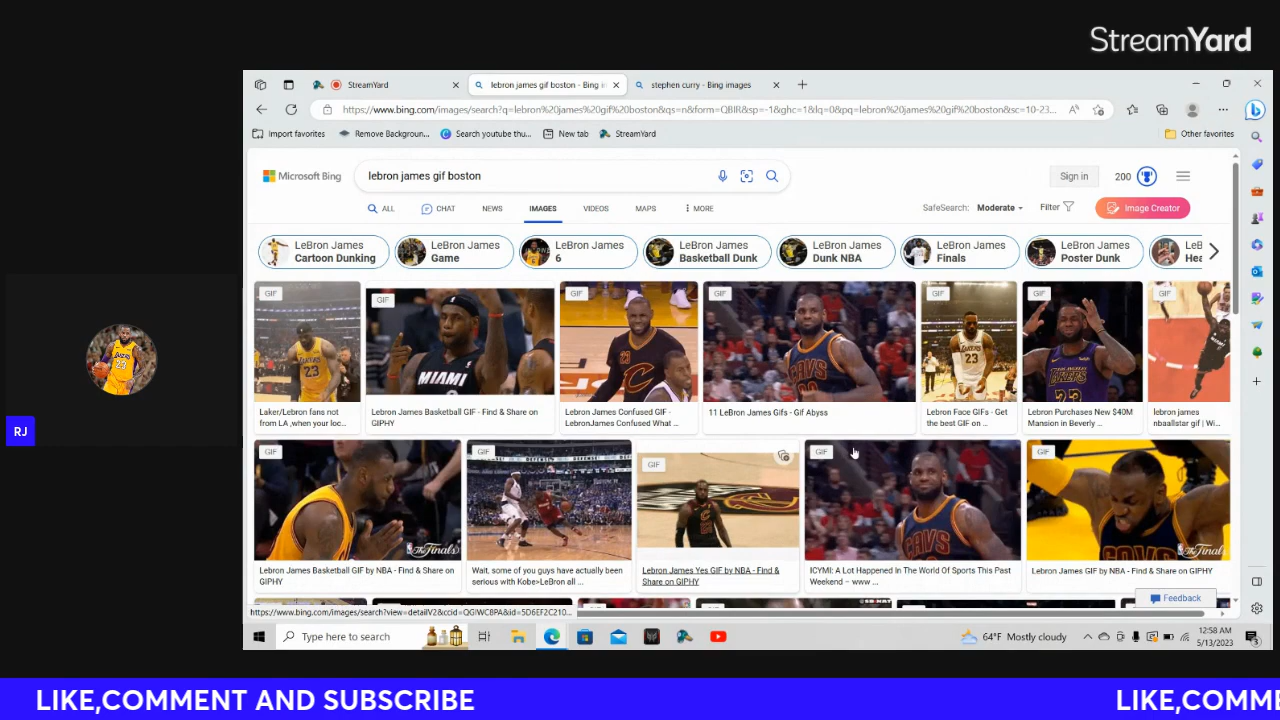 StreamYard
StreamYard
lebron james gif boston - Bing i
stephen curry - Bing images
https://www.bing.com/images/search?q=lebron%20james%20gif%20boston&qs=n&form=QBIR&sp=-1&ghc=1&lq=0&pq=lebron%20james%20gif%20boston&sc=10-23...
Import favorites
Remove Backgroun...
Search youtube thu...
New tab
StreamYard
Other favorites
Microsoft Bing
lebron james gif boston
Sign in
200
ALL
CHAT
NEWS
IMAGES
VIDEOS
MAPS
MORE
SafeSearch: Moderate
Filter
Image Creator
LeBron James
Cartoon Dunking
LeBron James
Game
LeBron James
6
LeBron James
Basketball Dunk
LeBron James
Dunk NBA
LeBron James
Finals
LeBron James
Poster Dunk
LeB
Hea
GIF
GIF
GIF
GIF
GIF
GIF
GIF
MIAMI
CAVS
LAKERS
23
Laker/Lebron fans not
from LA ,when your loc...
LeBron James Basketball GIF - Find & Share on
GIPHY
LeBron James Confused GIF -
LebronJames Confused What ...
11 LeBron James Gifs - Gif Abyss
Lebron Face GIFs - Get
the best GIF on ...
Lebron Purchases New $40M
Mansion in Beverly ...
lebron james
nbaallstar gif | Wi...
GIF
GIF
GIF
GIF
GIF
The Finals
CAVS
The Finals
Lebron James Basketball GIF by NBA - Find & Share on
GIPHY
Wait, some of you guys have actually been
serious with Kobe>LeBron all ...
Lebron James Yes GIF by NBA - Find &
Share on GIPHY
ICYMI: A Lot Happened In The World Of Sports This Past
Weekend – www ...
Lebron James GIF by NBA - Find & Share on GIPHY
Feedback
https://www.bing.com/images/search?view=detailV2&ccid=QGIWC8PA&id=5D6EF2C210...
Type here to search
64°F Mostly cloudy
12:58 AM
5/13/2023
RJ
LIKE,COMMENT AND SUBSCRIBE
LIKE,COMME